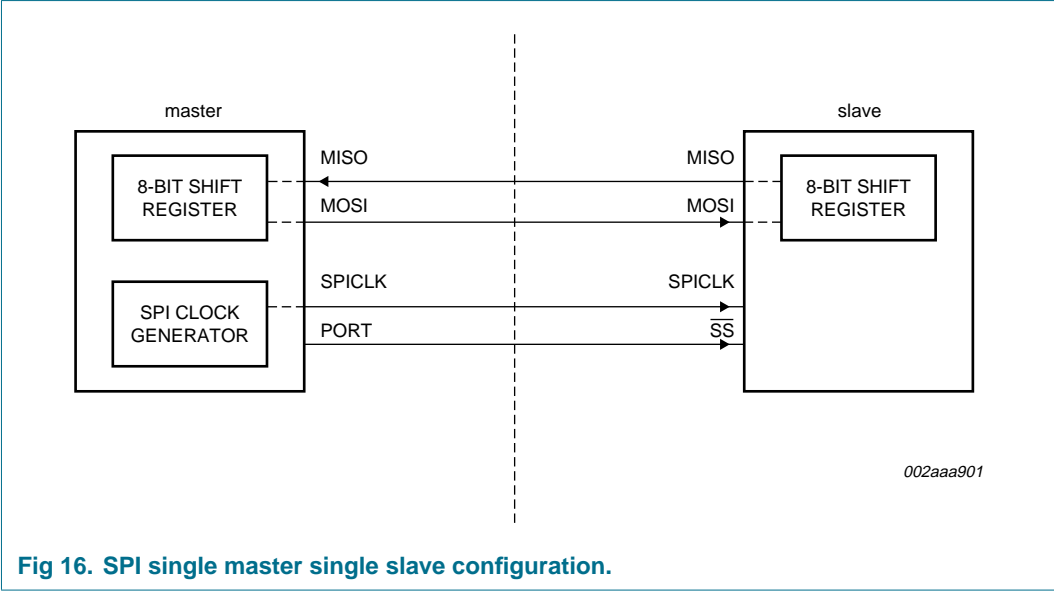 master
slave
8-BIT SHIFT
REGISTER
MISO
MISO
MOSI
MOSI
8-BIT SHIFT
REGISTER
SPI CLOCK
GENERATOR
SPICLK
SPICLK
PORT
S̅S̅
002aaa901
Fig 16. SPI single master single slave configuration.